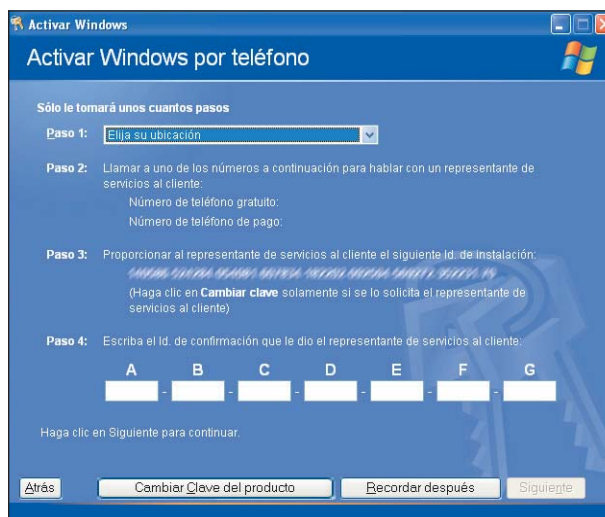 Activar Windows
Activar Windows por teléfono
Sólo le tomará unos cuantos pasos
Paso 1:
Elija su ubicación
Paso 2: Llamar a uno de los números a continuación para hablar con un representante de
servicios al cliente:
Número de teléfono gratuito:
Número de teléfono de pago:
Paso 3: Proporcionar al representante de servicios al cliente el siguiente Id. de instalación:
(Haga clic en Cambiar clave solamente si se lo solicita el representante de
servicios al cliente)
Paso 4: Escriba el Id. de confirmación que le dio el representante de servicios al cliente:
A B C D E F G
- - - - - -
Haga clic en Siguiente para continuar.
Atrás Cambiar Clave del producto Recordar después Siguiente